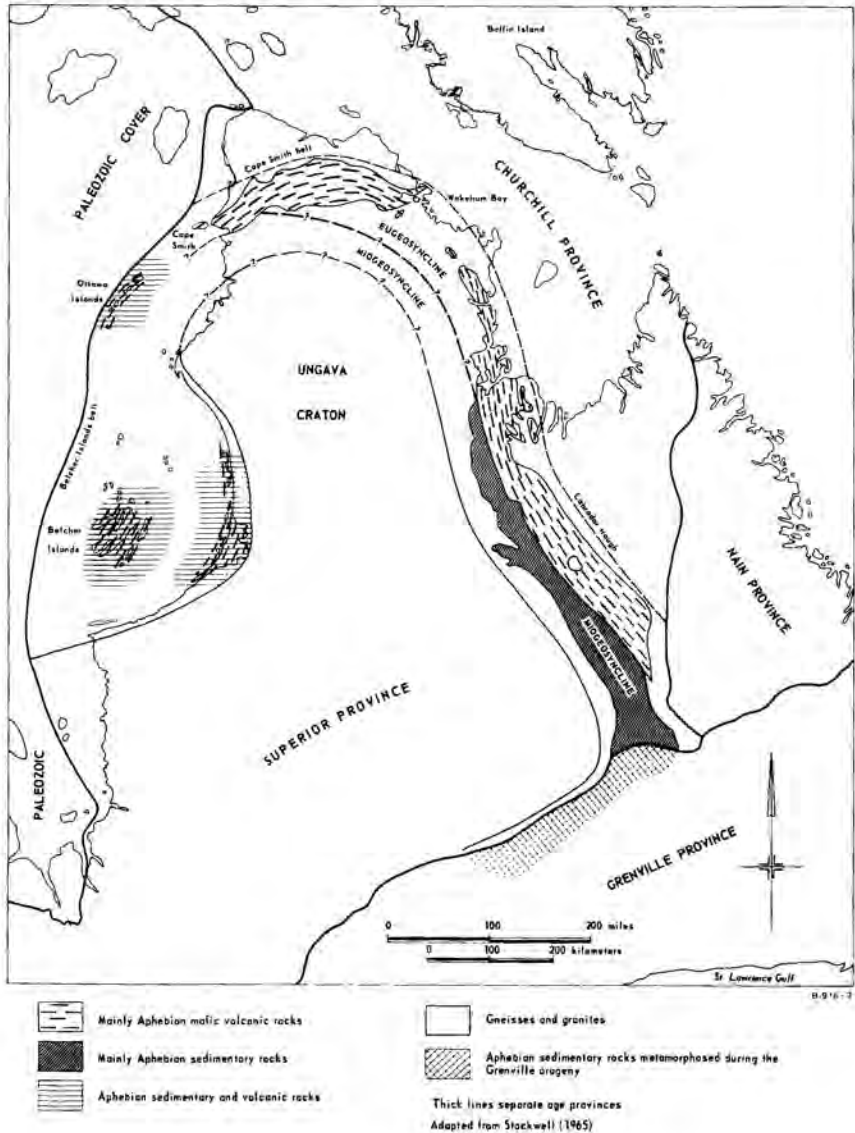 Baffin Island
PALEOZOIC COVER
Cape Smith belt
CHURCHILL PROVINCE
Wakeham Bay
Cape
Smith
EUGEOSYNCLINE
MIOGEOSYNCLINE
Ottawa
Islands
UNGAVA
CRATON
Belcher Islands belt
Labrador trough
Belcher
Islands
NAIN PROVINCE
MIOGEOSYNCLINE
SUPERIOR PROVINCE
PALEOZOIC
GRENVILLE PROVINCE
0 100 200 miles
0 100 200 kilometers
St. Lawrence Gulf
B-916-2
Mainly Aphebian mafic volcanic rocks
Mainly Aphebian sedimentary rocks
Aphebian sedimentary and volcanic rocks
Gneisses and granites
Aphebian sedimentary rocks metamorphosed during the
Grenville orogeny
Thick lines separate age provinces
Adapted from Stockwell (1965)